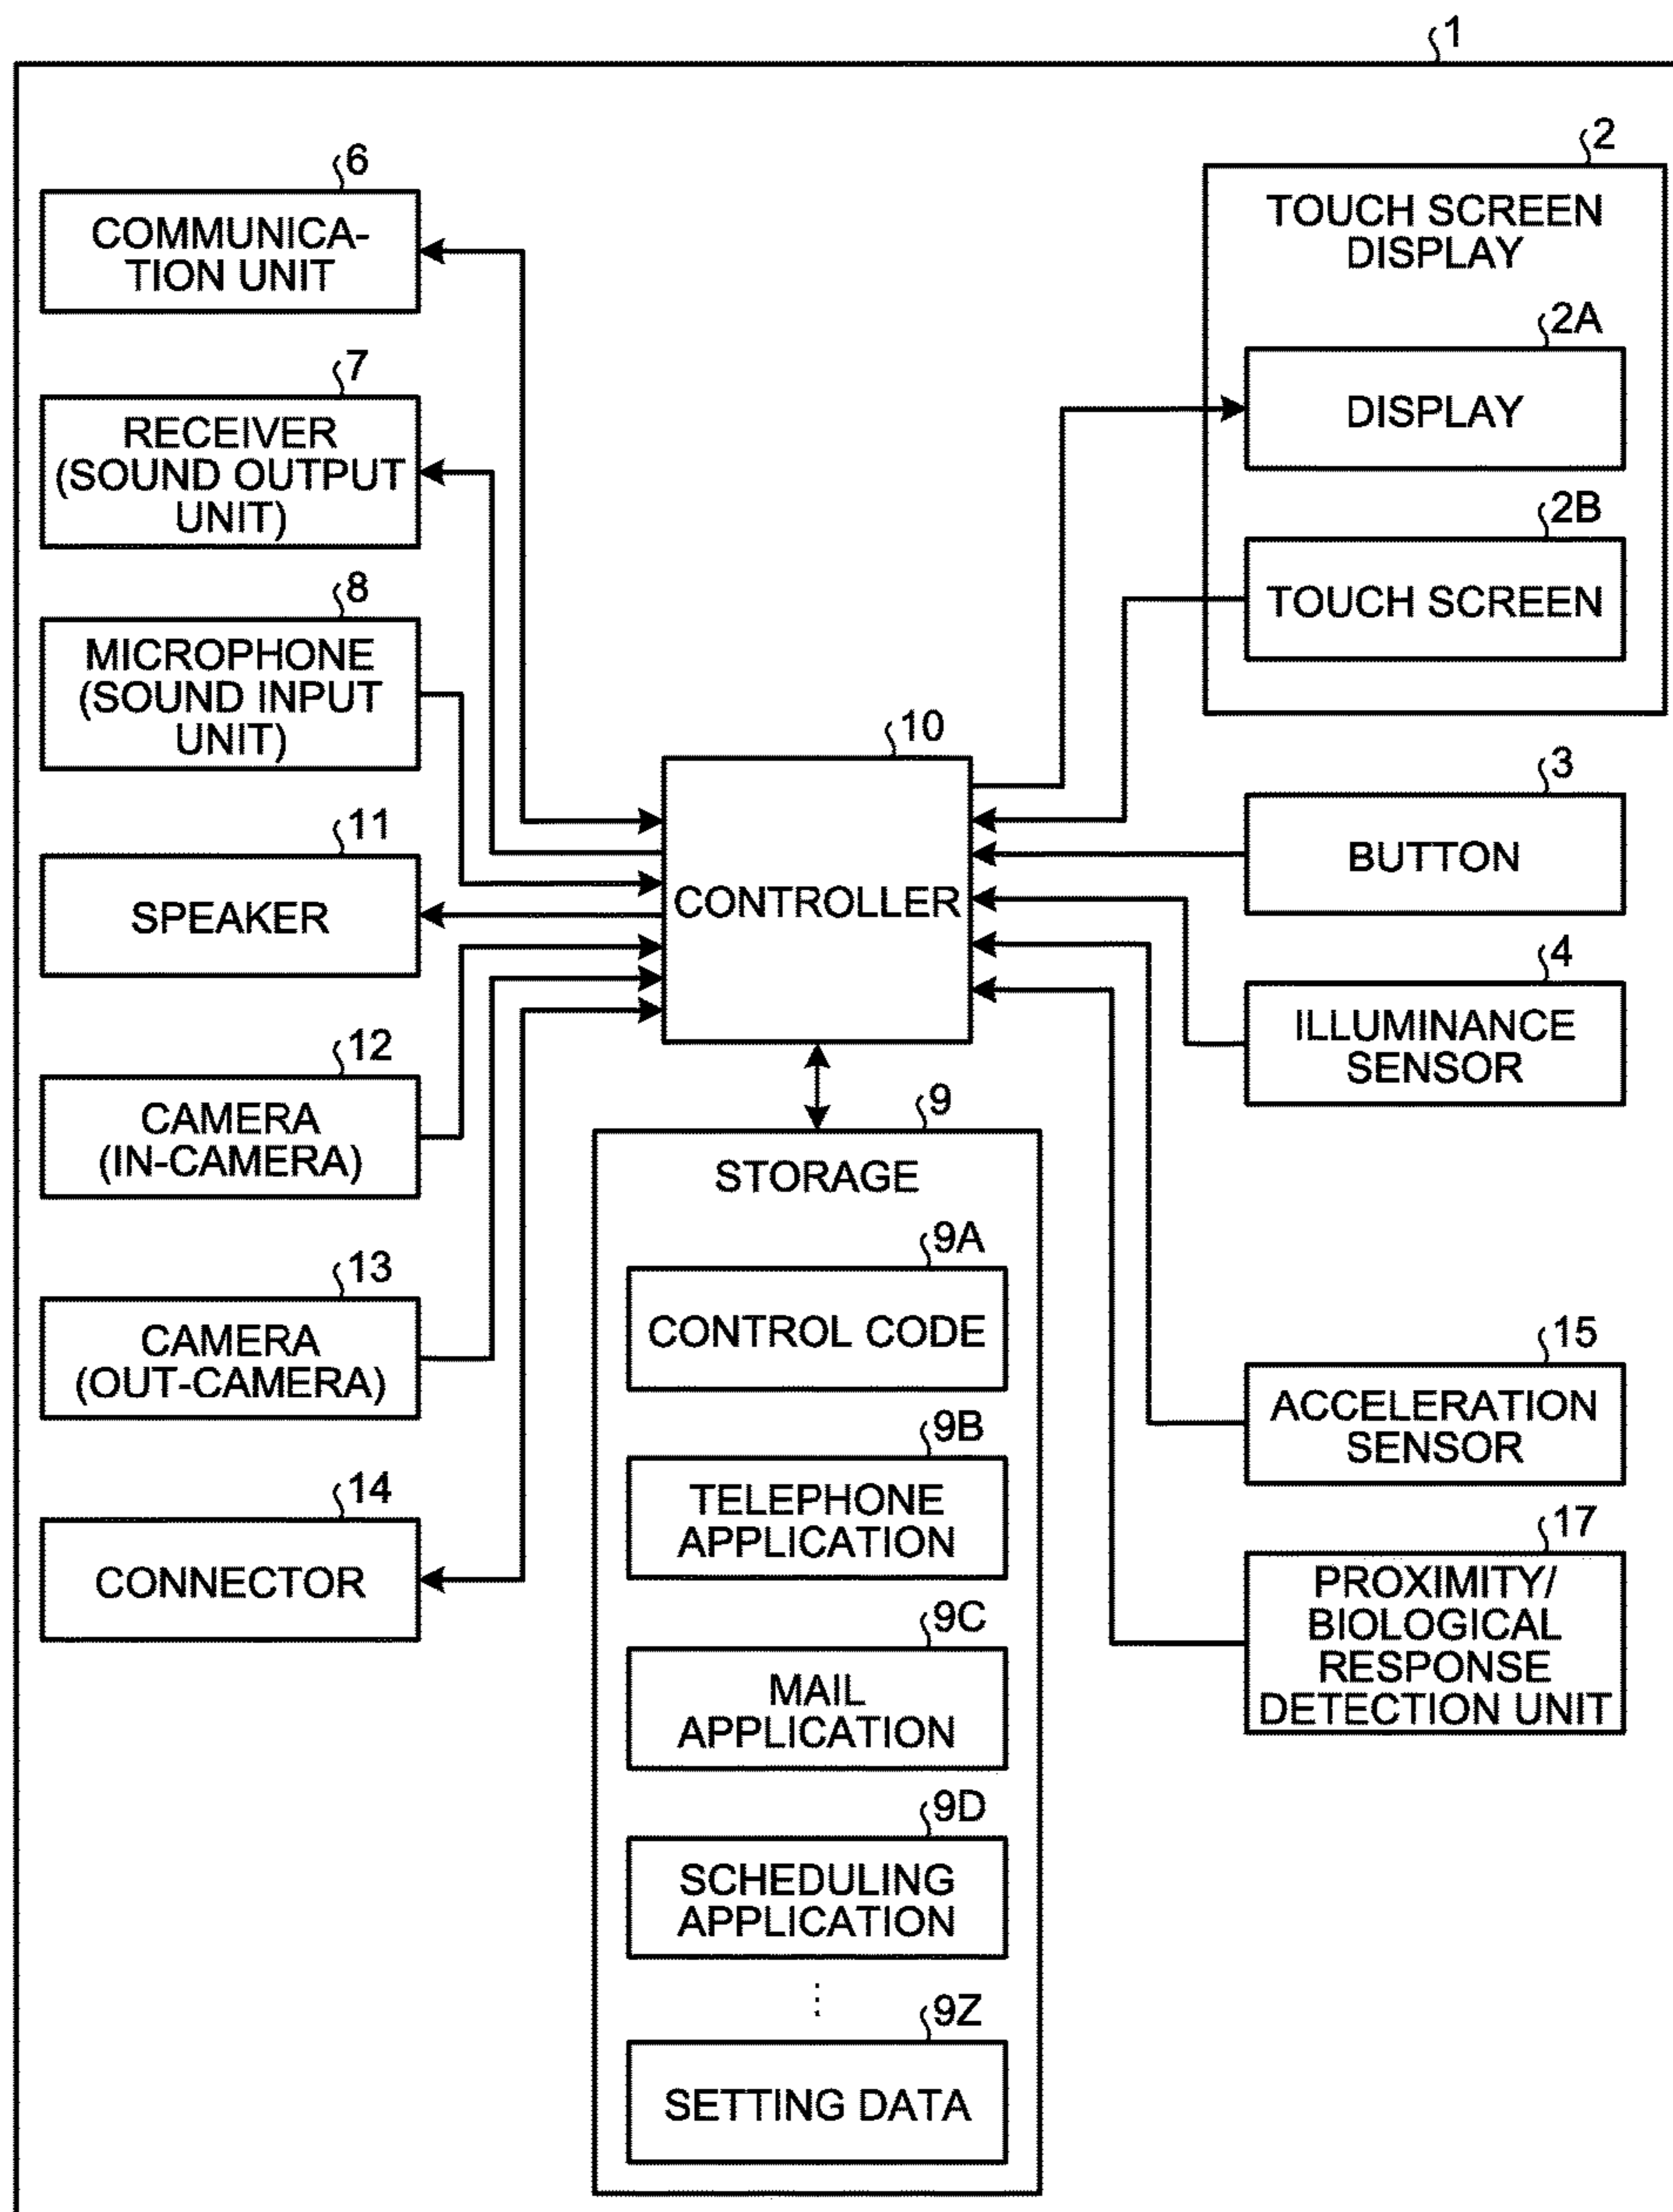 1
6
COMMUNICA-
TION UNIT
7
RECEIVER
(SOUND OUTPUT
UNIT)
8
MICROPHONE
(SOUND INPUT
UNIT)
11
SPEAKER
12
CAMERA
(IN-CAMERA)
13
CAMERA
(OUT-CAMERA)
14
CONNECTOR
10
CONTROLLER
9
STORAGE
9A
CONTROL CODE
9B
TELEPHONE
APPLICATION
9C
MAIL
APPLICATION
9D
SCHEDULING
APPLICATION
⋮
9Z
SETTING DATA
2
TOUCH SCREEN
DISPLAY
2A
DISPLAY
2B
TOUCH SCREEN
3
BUTTON
4
ILLUMINANCE
SENSOR
15
ACCELERATION
SENSOR
17
PROXIMITY/
BIOLOGICAL
RESPONSE
DETECTION UNIT